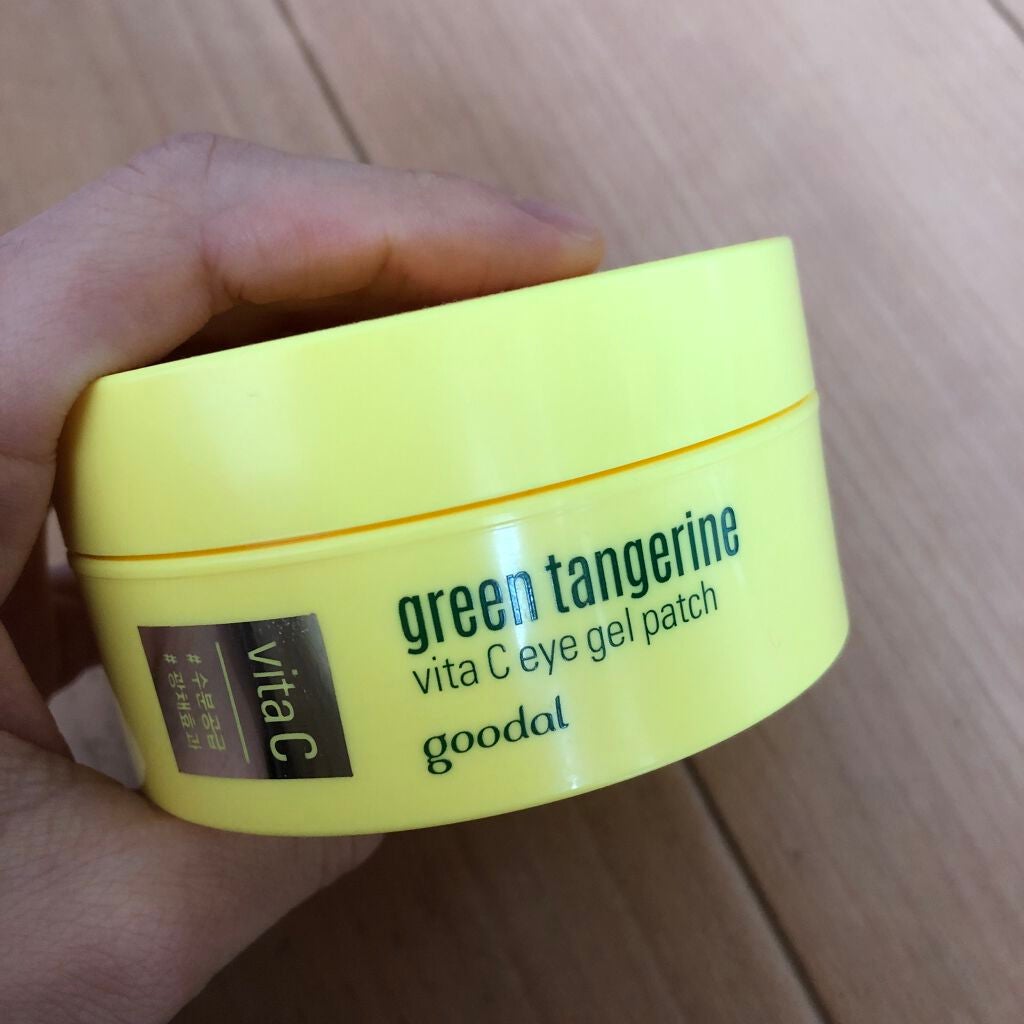 green tangerine
vita C eye gel patch
goodal
vita C
#수분공급
#광채효과